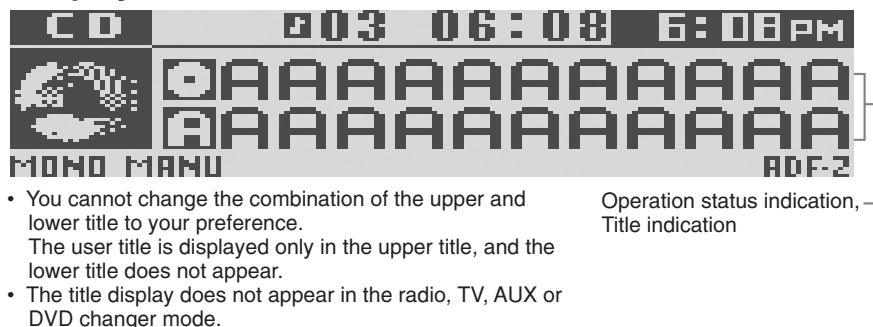 CD ♪03 06:08 6:08PM
AAAAAAAAAAAA
A AAAAAAAAAAAA
MONO MANU ADF-2
• You cannot change the combination of the upper and
lower title to your preference.
The user title is displayed only in the upper title, and the
lower title does not appear.
• The title display does not appear in the radio, TV, AUX or
DVD changer mode.
Operation status indication,
Title indication